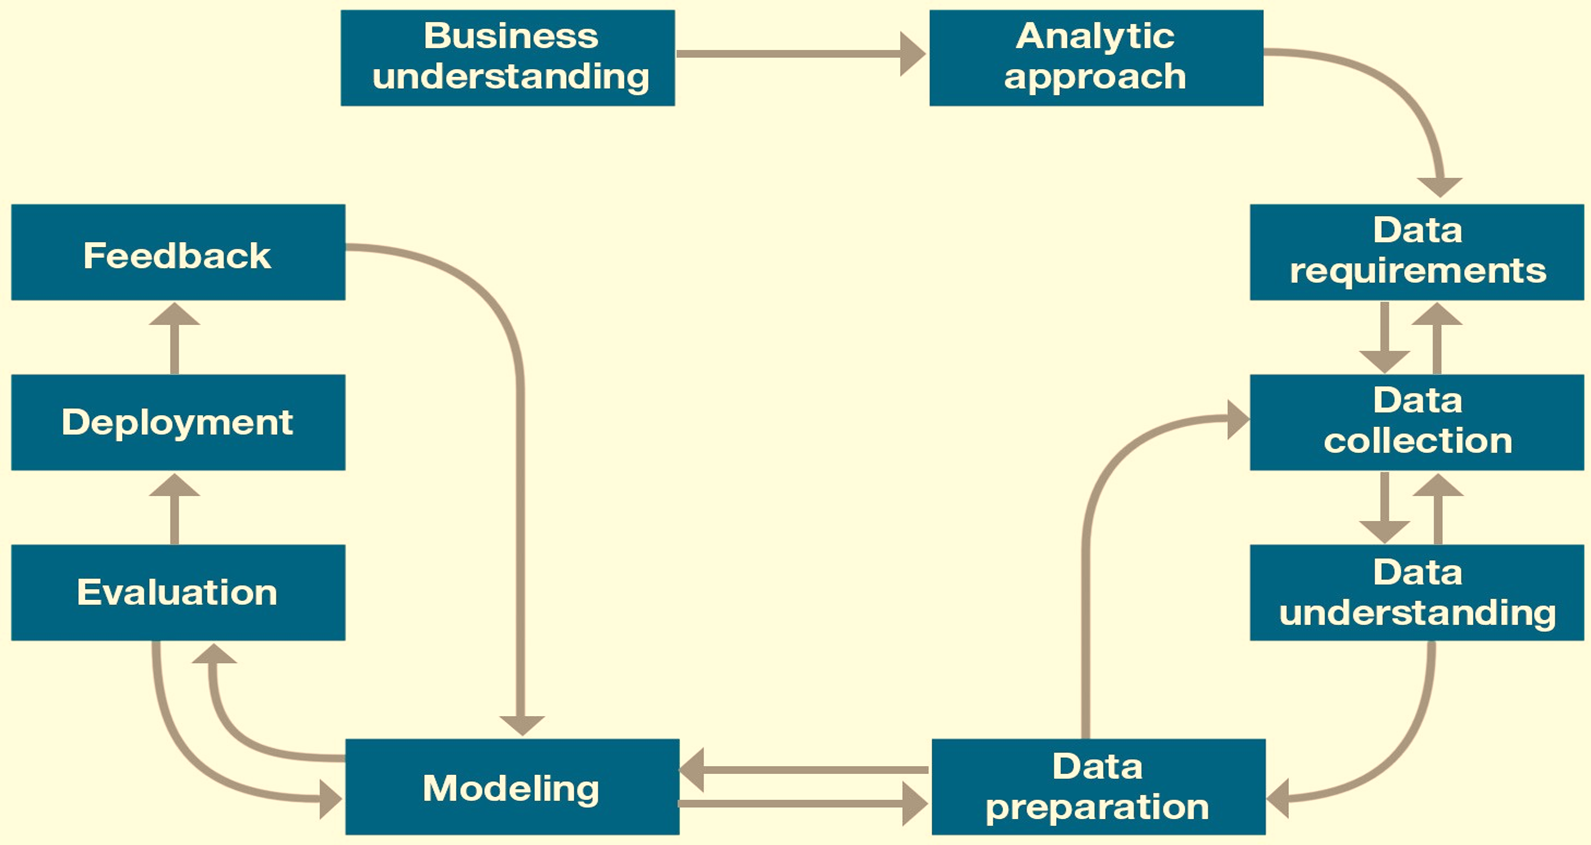 Business
understanding
Analytic
approach
Data
requirements
Data
collection
Data
understanding
Data
preparation
Modeling
Evaluation
Deployment
Feedback